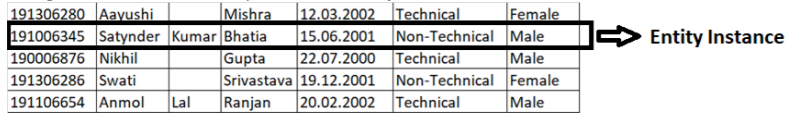 191306280 Aayushi Mishra 12.03.2002 Technical Female
191006345 Satynder Kumar Bhatia 15.06.2001 Non-Technical Male Entity Instance
190006876 Nikhil Gupta 22.07.2000 Technical Male
191306286 Swati Srivastava 19.12.2001 Non-Technical Female
191106654 Anmol Lal Ranjan 20.02.2002 Technical Male